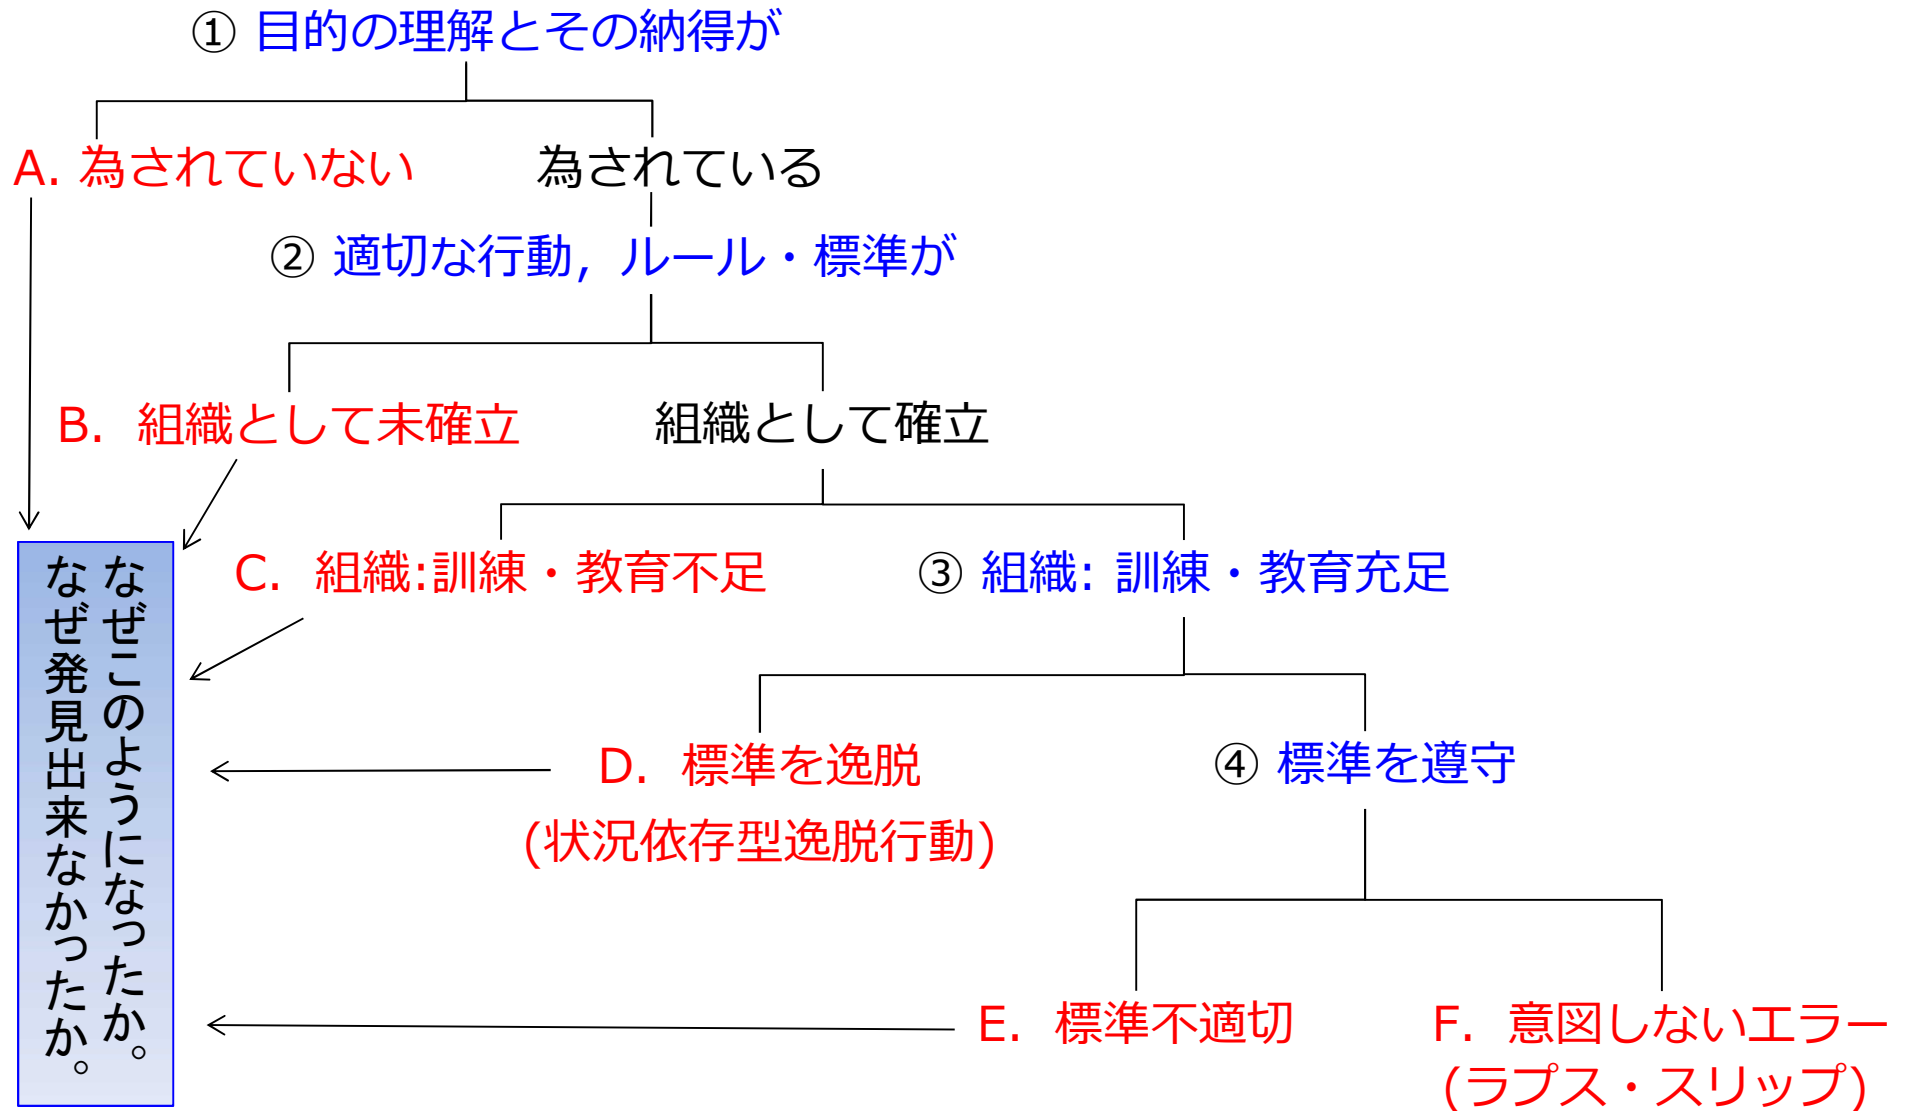 ① 目的の理解とその納得が
A. 為されていない
為されている
② 適切な行動, ルール・標準が
B. 組織として未確立
組織として確立
C. 組織:訓練・教育不足
③ 組織: 訓練・教育充足
なぜこのようになったか。
なぜ発見出来なかったか。
D. 標準を逸脱
(状況依存型逸脱行動)
④ 標準を遵守
E. 標準不適切
F. 意図しないエラー
(ラプス・スリップ)